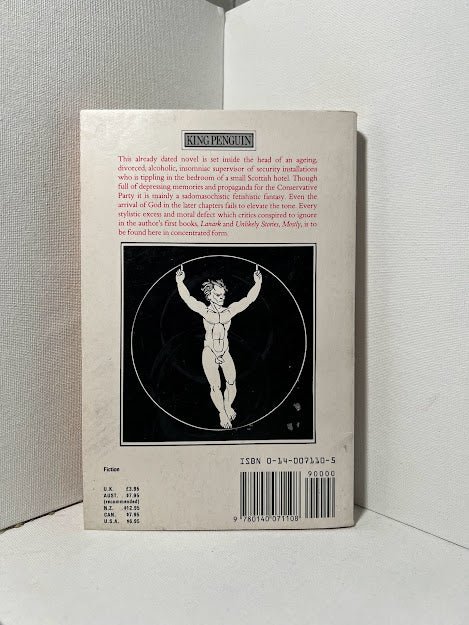 KING PENGUIN
This already dated novel is set inside the head of an ageing,
divorced, alcoholic, insomniac supervisor of security installations
who is tippling in the bedroom of a small Scottish hotel. Though
full of depressing memories and propaganda for the Conservative
Party it is mainly a sadomasochistic fetishistic fantasy. Even the
arrival of God in the later chapters fails to elevate the tone. Every
stylistic excess and moral defect which critics conspired to ignore
in the author's first books, Lanark and Unlikely Stories, Mostly, is to
be found here in concentrated form.
ISBN 0-14-007110-5
90000
Fiction
U.K. £3.95
AUST. $7.95
(recommended)
N.Z. $12.95
CAN. $7.95
U.S.A. $6.95
9 780140 071108